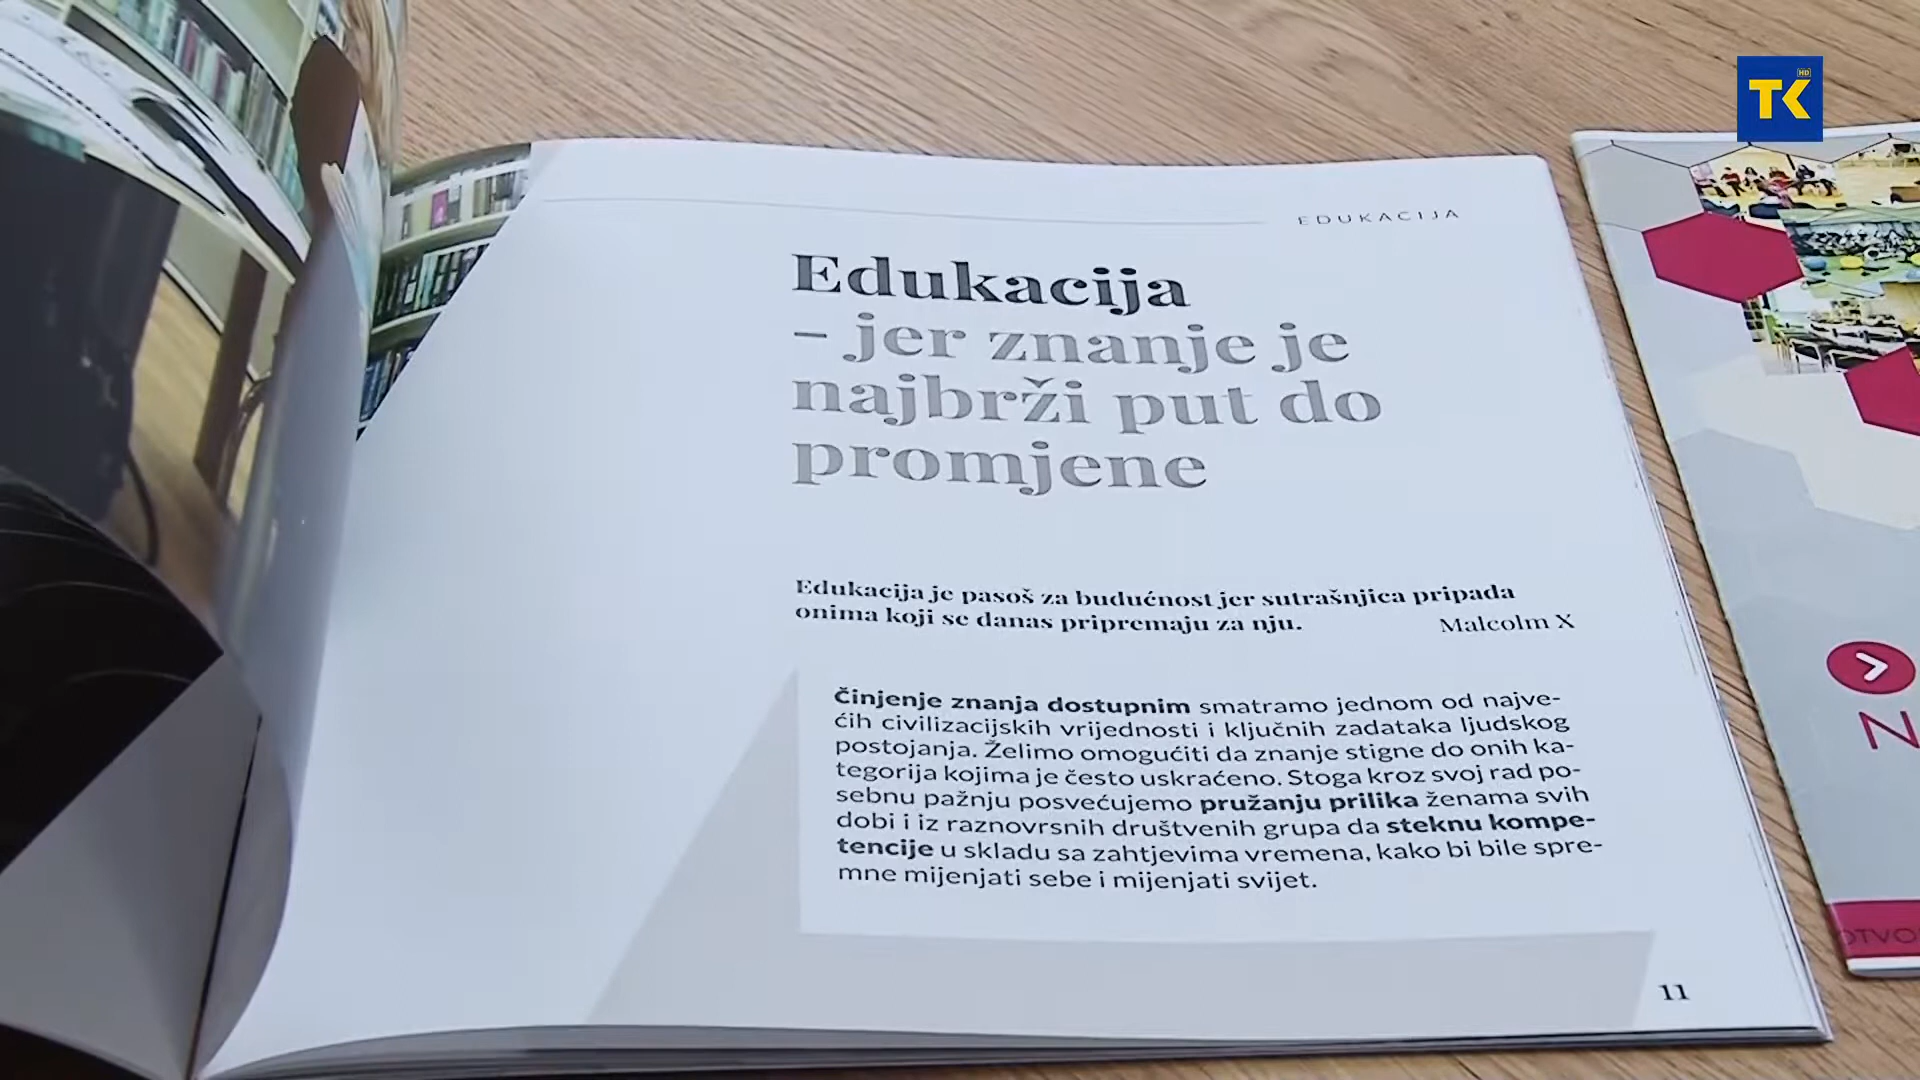 HD
TK
EDUKACIJA
Edukacija
– jer znanje je
najbrži put do
promjene
Edukacija je pasoš za budućnost jer sutrašnjica pripada
onima koji se danas pripremaju za nju.
Malcolm X
Činjenje znanja dostupnim smatramo jednom od najve-
ćih civilizacijskih vrijednosti i ključnih zadataka ljudskog
postojanja. Želimo omogućiti da znanje stigne do onih ka-
tegorija kojima je često uskraćeno. Stoga kroz svoj rad po-
sebnu pažnju posvećujemo pružanju prilika ženama svih
dobi i iz raznovrsnih društvenih grupa da steknu kompe-
tencije u skladu sa zahtjevima vremena, kako bi bile spre-
mne mijenjati sebe i mijenjati svijet.
11
N
OTVO